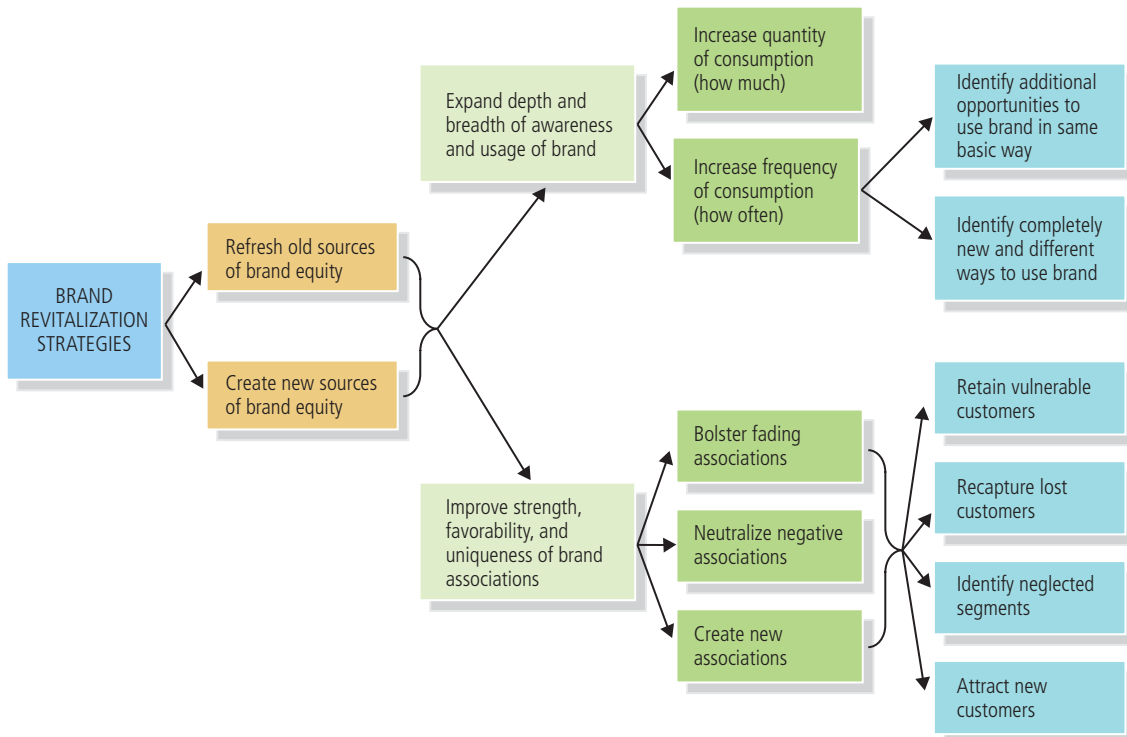 BRAND
REVITALIZATION
STRATEGIES
Refresh old sources
of brand equity
Create new sources
of brand equity
Expand depth and
breadth of awareness
and usage of brand
Improve strength,
favorability, and
uniqueness of brand
associations
Increase quantity
of consumption
(how much)
Increase frequency
of consumption
(how often)
Bolster fading
associations
Neutralize negative
associations
Create new
associations
Identify additional
opportunities to
use brand in same
basic way
Identify completely
new and different
ways to use brand
Retain vulnerable
customers
Recapture lost
customers
Identify neglected
segments
Attract new
customers